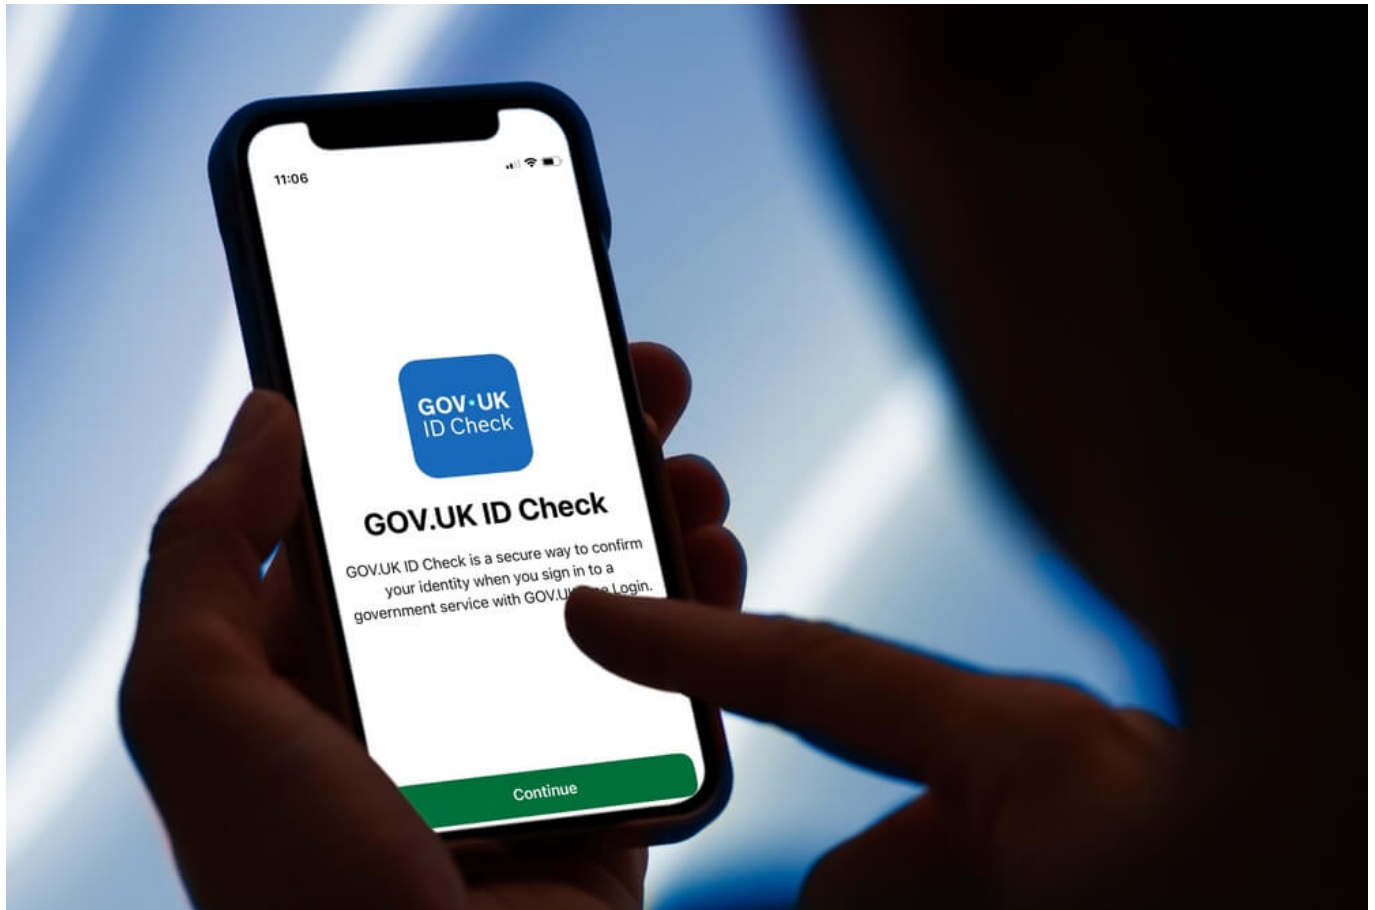 11:06
GOV·UK
ID Check
GOV.UK ID Check
GOV.UK ID Check is a secure way to confirm
your identity when you sign in to a
government service with Login.
Continue